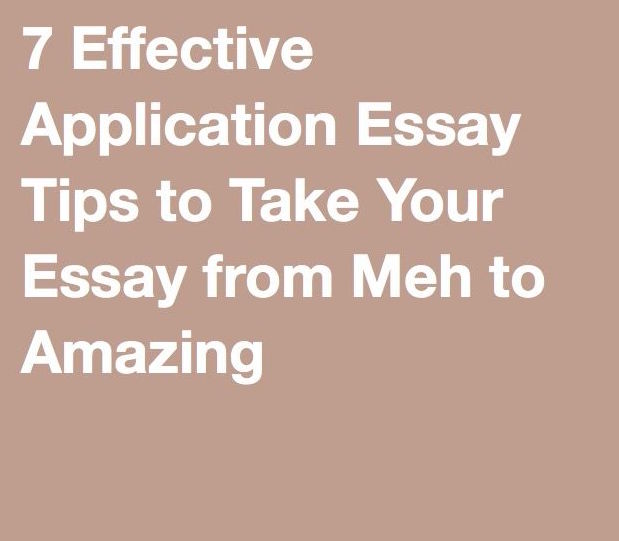 7 Effective
Application Essay
Tips to Take Your
Essay from Meh to
Amazing